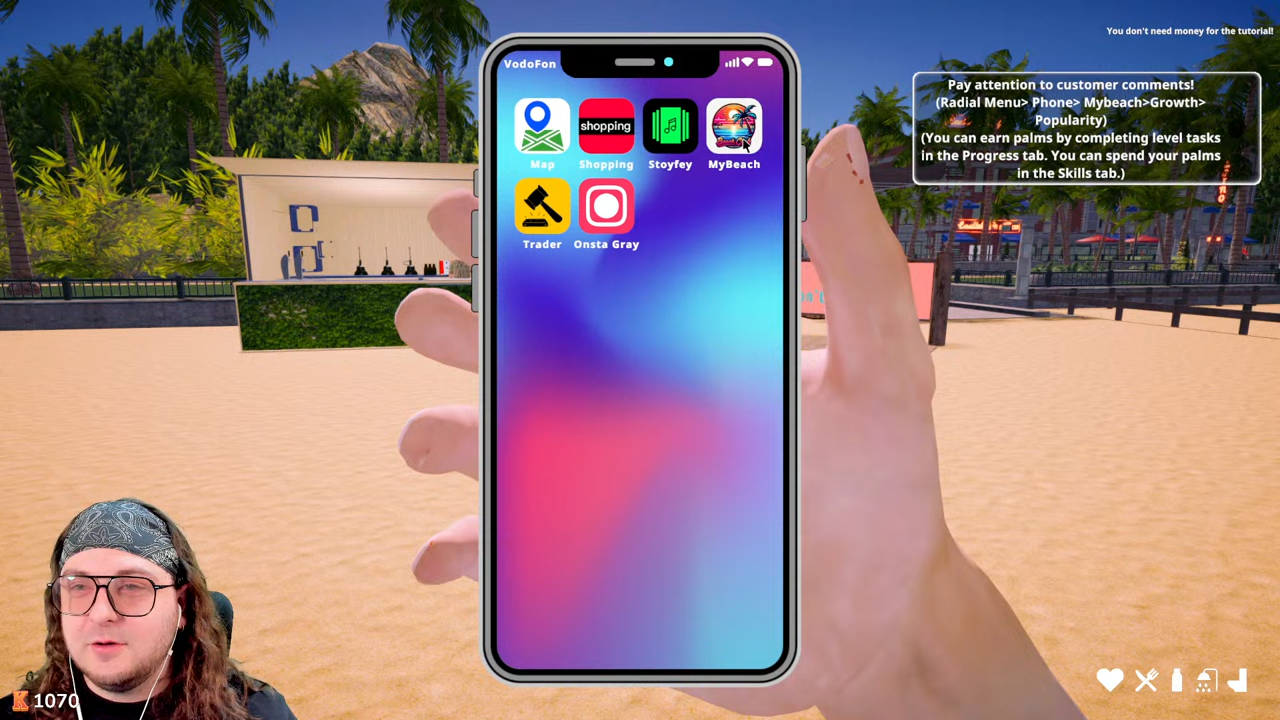 You don't need money for the tutorial!
VodoFon
Pay attention to customer comments!
(Radial Menu> Phone> Mybeach>Growth>
Popularity)
(You can earn palms by completing level tasks
in the Progress tab. You can spend your palms
in the Skills tab.)
shopping
Map
Shopping
Stoyfey
MyBeach
Trader
Onsta Gray
K 1070